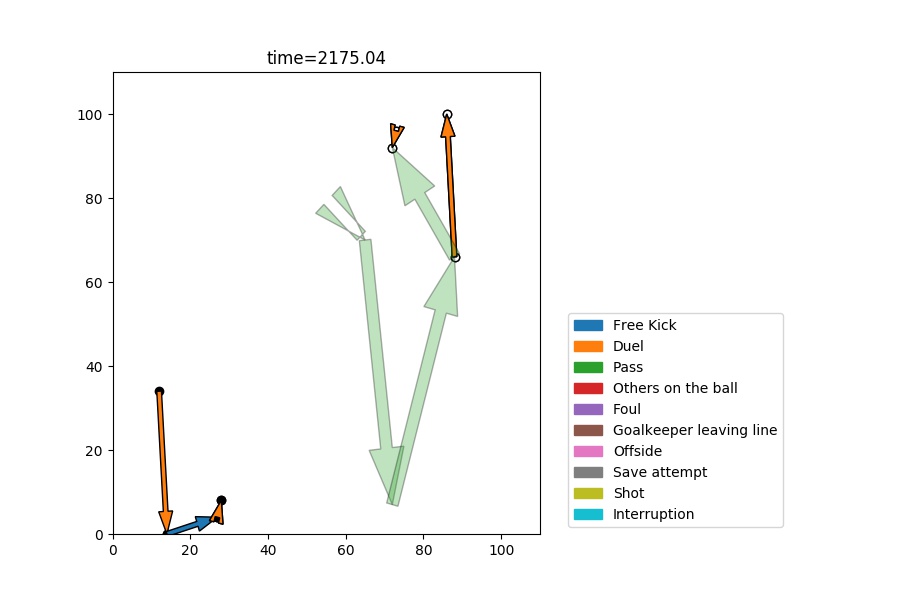 time=2175.04
100
80
60
40
20
0
0 20 40 60 80 100
Free Kick
Duel
Pass
Others on the ball
Foul
Goalkeeper leaving line
Offside
Save attempt
Shot
Interruption